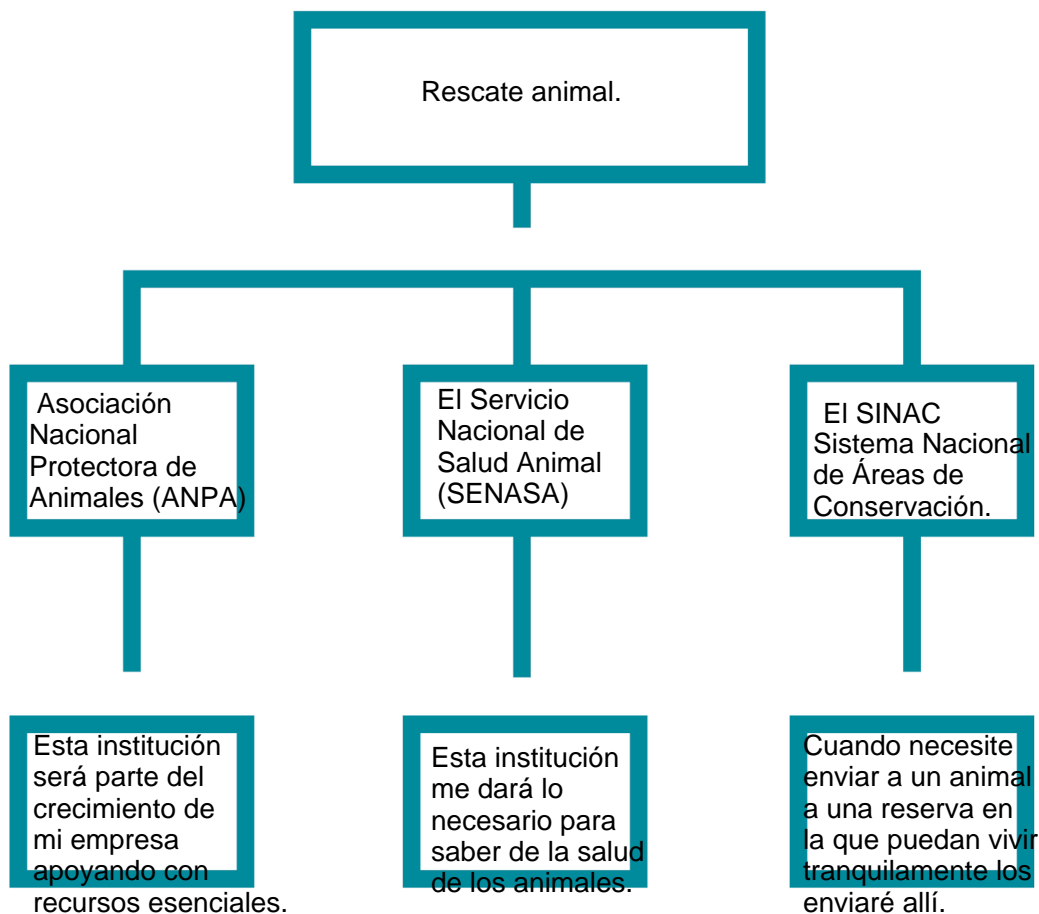 Rescate animal.
Asociación
Nacional
Protectora de
Animales (ANPA)
El Servicio
Nacional de
Salud Animal
(SENASA)
El SINAC
Sistema Nacional
de Áreas de
Conservación.
Esta institución
será parte del
crecimiento de
mi empresa
apoyando con
recursos esenciales.
Esta institución
me dará lo
necesario para
saber de la salud
de los animales.
Cuando necesite
enviar a un animal
a una reserva en
la que puedan vivir
tranquilamente los
enviaré allí.